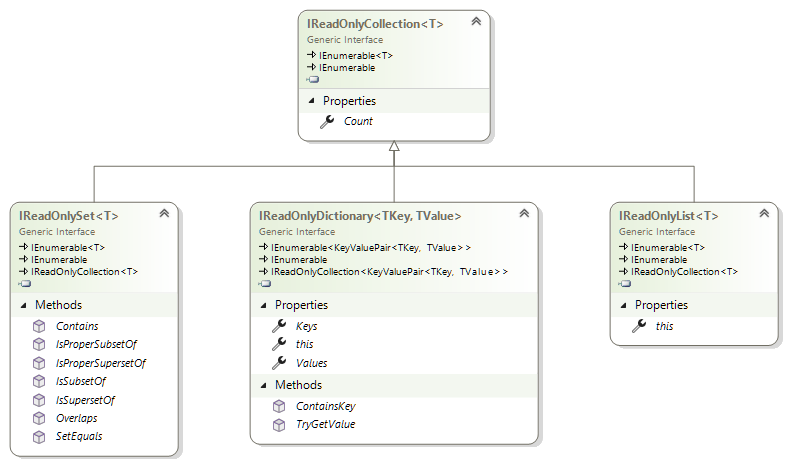 IReadOnlyCollection<T>
Generic Interface
IEnumerable<T>
IEnumerable
Properties
Count
IReadOnlySet<T>
Generic Interface
IEnumerable<T>
IEnumerable
IReadOnlyCollection<T>
Methods
Contains
IsProperSubsetOf
IsProperSupersetOf
IsSubsetOf
IsSupersetOf
Overlaps
SetEquals
IReadOnlyDictionary<TKey, TValue>
Generic Interface
IEnumerable<KeyValuePair<TKey, TValue>>
IEnumerable
IReadOnlyCollection<KeyValuePair<TKey, TValue>>
Properties
Keys
this
Values
Methods
ContainsKey
TryGetValue
IReadOnlyList<T>
Generic Interface
IEnumerable<T>
IEnumerable
IReadOnlyCollection<T>
Properties
this